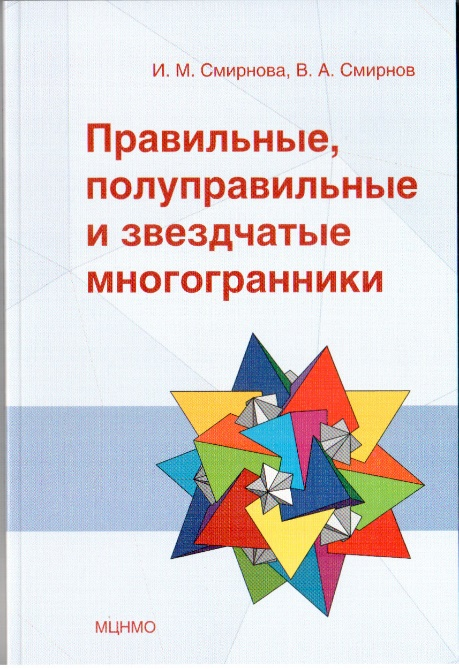 И. М. Смирнова, В. А. Смирнов
Правильные,
полуправильные
и звездчатые
многогранники
МЦНМО